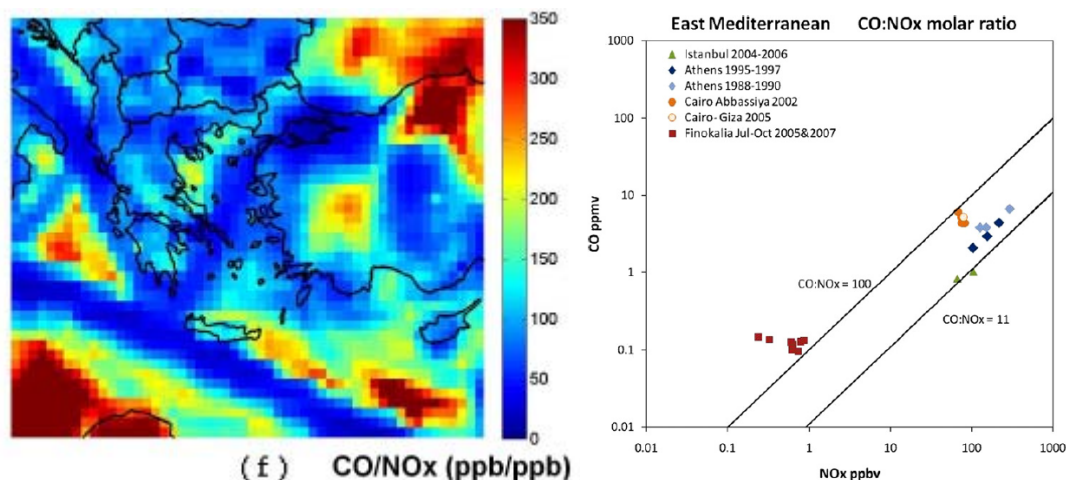 350
300
250
200
150
100
50
0
(f) CO/NOx (ppb/ppb)
East Mediterranean CO:NOx molar ratio
1000
100
10
1
0.1
0.01
CO ppmv
Istanbul 2004-2006
Athens 1995-1997
Athens 1988-1990
Cairo Abbassiya 2002
Cairo- Giza 2005
Finokalia Jul-Oct 2005&2007
CO:NOx = 100
CO:NOx = 11
0.01 0.1 1 10 100 1000
NOx ppbv